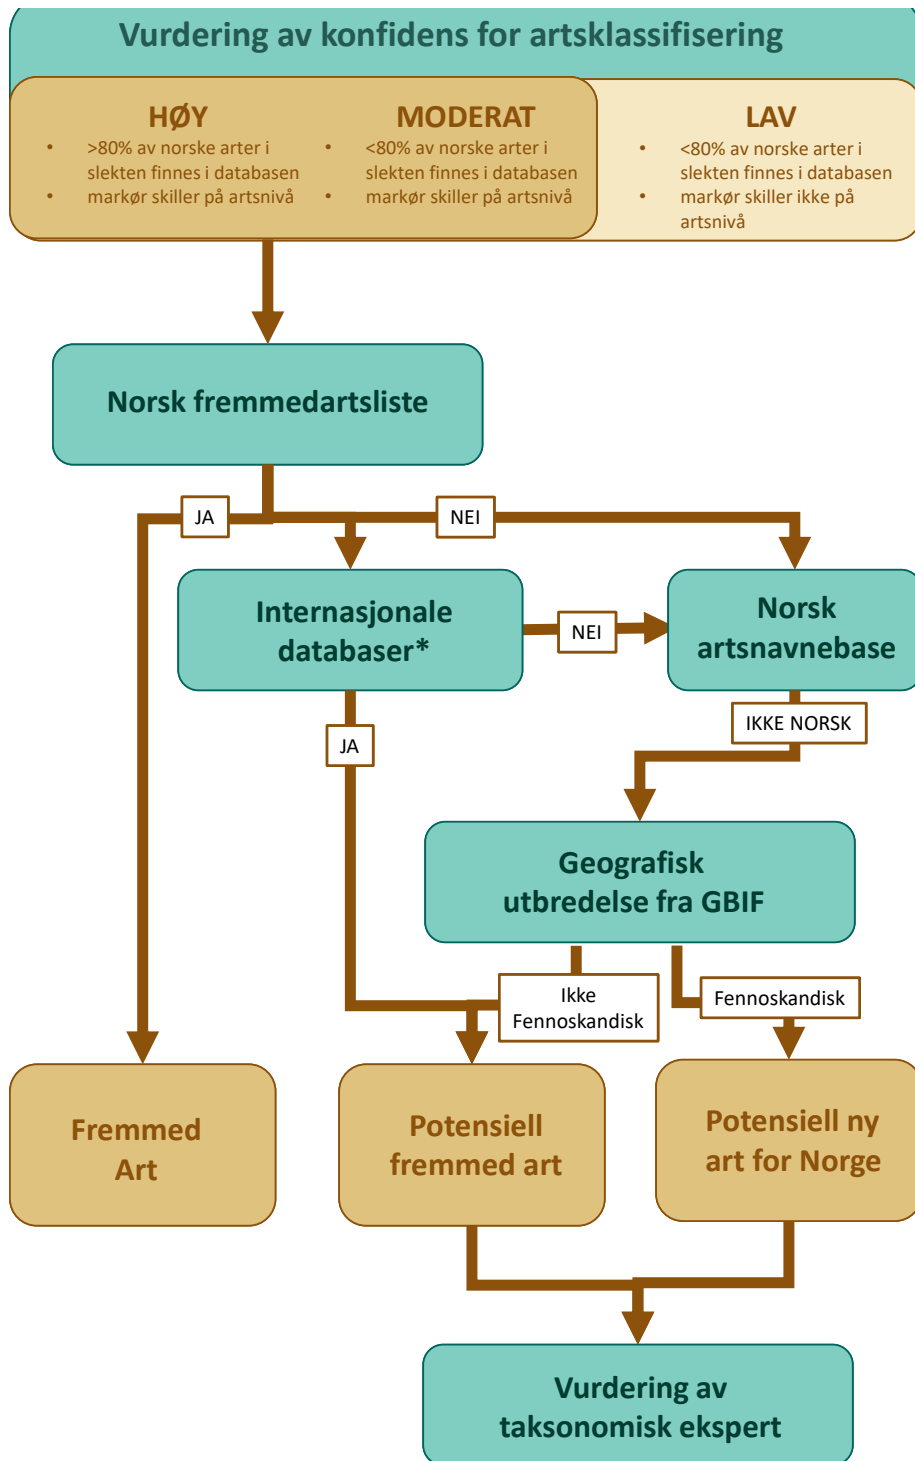 Vurdering av konfidens for artsklassifisering
HØY
• >80% av norske arter i
slekten finnes i databasen
• markør skiller på artsnivå
MODERAT
• <80% av norske arter i
slekten finnes i databasen
• markør skiller på artsnivå
LAV
• <80% av norske arter i
slekten finnes i databasen
• markør skiller ikke på
artsnivå
Norsk fremmedartsliste
JA
NEI
Internasjonale
databaser*
NEI
Norsk
artsnavnebase
JA
IKKE NORSK
Geografisk
utbredelse fra GBIF
Ikke
Fennoskandisk
Fennoskandisk
Fremmed
Art
Potensiell
fremmed art
Potensiell ny
art for Norge
Vurdering av
taksonomisk ekspert